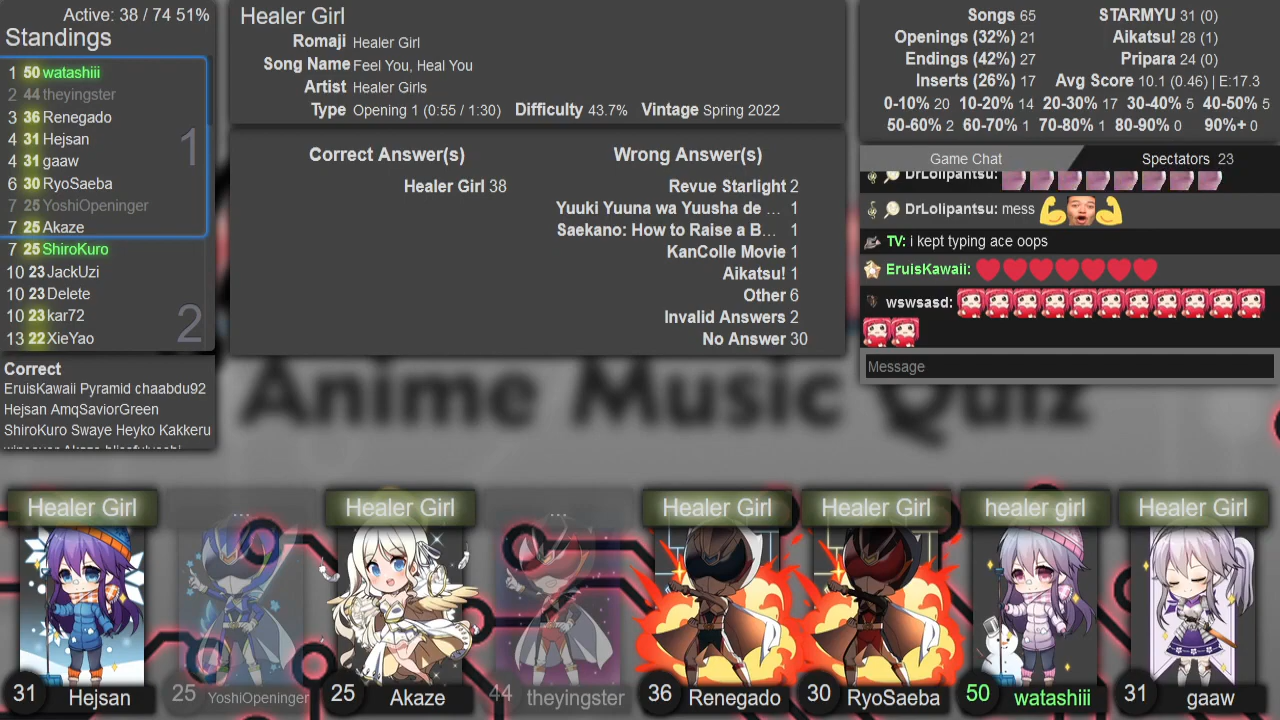 Active: 38 / 74 51%
Standings
1 50 watashiii
2 44 theyingster
3 36 Renegado
4 31 Hejsan
4 31 gaaw
6 30 RyoSaeba
7 25 YoshiOpeninger
7 25 Akaze
1
7 25 ShiroKuro
10 23 JackUzi
10 23 Delete
10 23 kar72
13 22 XieYao
2
Correct
EruisKawaii Pyramid chaabdu92
Hejsan AmqSaviorGreen
ShiroKuro Swaye Heyko Kakkeru
Healer Girl
Romaji Healer Girl
Song Name Feel You, Heal You
Artist Healer Girls
Type Opening 1 (0:55 / 1:30) Difficulty 43.7% Vintage Spring 2022
Correct Answer(s)
Healer Girl 38
Wrong Answer(s)
Revue Starlight 2
Yuuki Yuuna wa Yuusha de ... 1
Saekano: How to Raise a B... 1
KanColle Movie 1
Aikatsu! 1
Other 6
Invalid Answers 2
No Answer 30
Songs 65 STARMYU 31 (0)
Openings (32%) 21 Aikatsu! 28 (1)
Endings (42%) 27 Pripara 24 (0)
Inserts (26%) 17 Avg Score 10.1 (0.46) | E:17.3
0-10% 20 10-20% 14 20-30% 17 30-40% 5 40-50% 5
50-60% 2 60-70% 1 70-80% 1 80-90% 0 90%+ 0
Game Chat Spectators 23
DrLolipantsu:
DrLolipantsu: mess
TV: i kept typing ace oops
EruisKawaii:
wswsasd:
Message
Anime Music Quiz
Healer Girl Healer Girl Healer Girl Healer Girl healer girl Healer Girl
31 Hejsan 25 YoshiOpeninger 25 Akaze 44 theyingster 36 Renegado 30 RyoSaeba 50 watashiii 31 gaaw